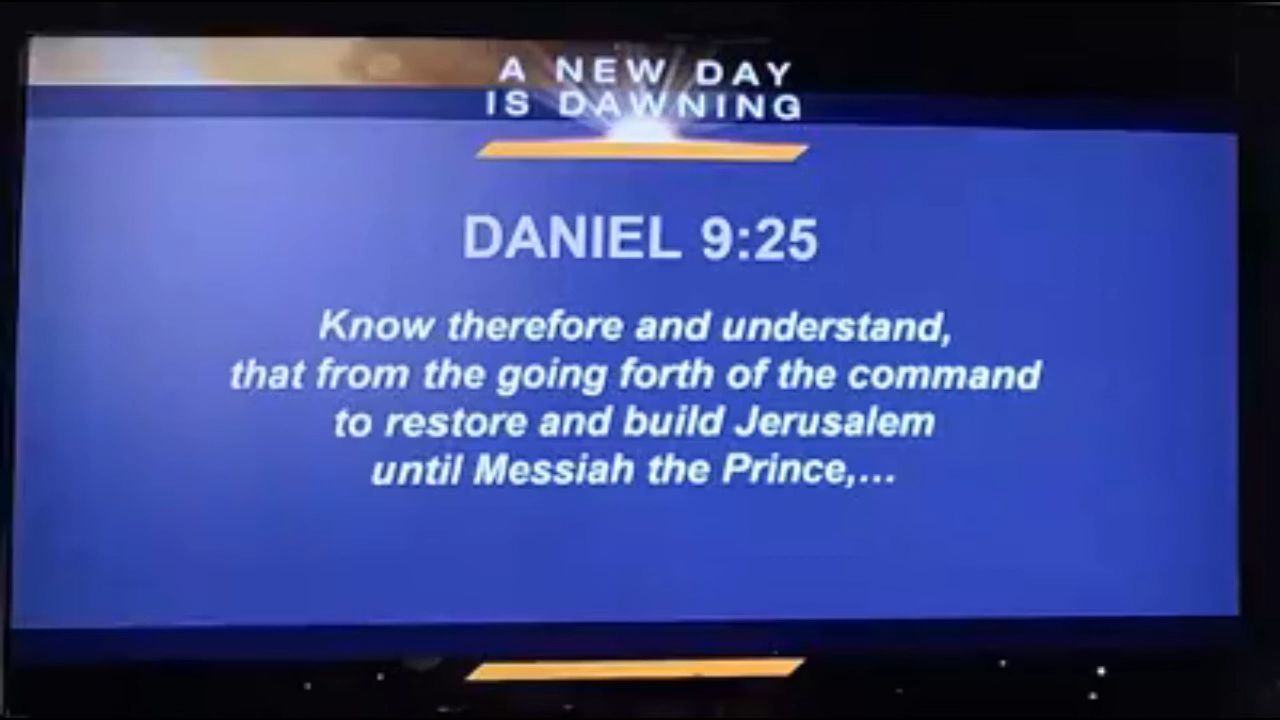 A NEW DAY
IS DAWNING
DANIEL 9:25
Know therefore and understand,
that from the going forth of the command
to restore and build Jerusalem
until Messiah the Prince,...